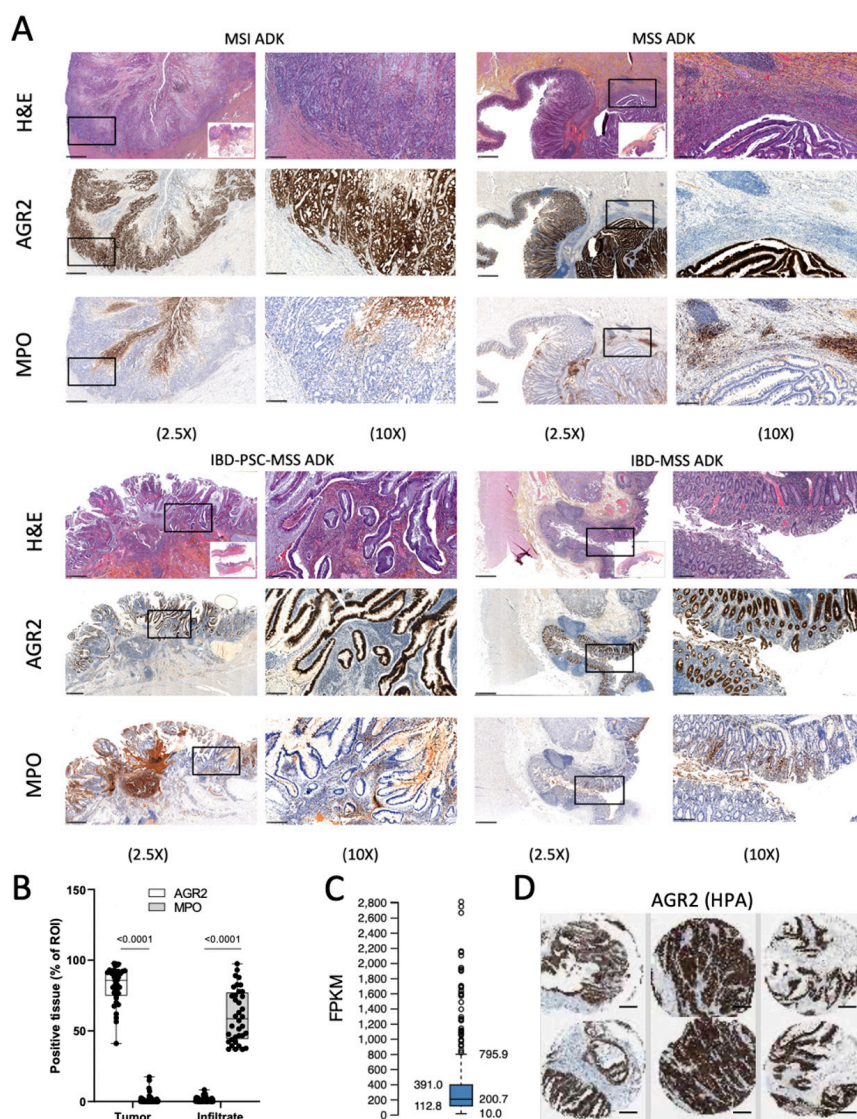 A
MSI ADK
MSS ADK
H&E
AGR2
MPO
(2.5X)
(10X)
(2.5X)
(10X)
IBD-PSC-MSS ADK
IBD-MSS ADK
H&E
AGR2
MPO
(2.5X)
(10X)
(2.5X)
(10X)
B
150
100
50
0
Positive tissue (% of ROI)
AGR2
MPO
<0.0001
<0.0001
Tumor
Infiltrate
C
FPKM
2,800
2,600
2,400
2,200
2,000
1,800
1,600
1,400
1,200
1,000
800
600
400
200
0
795.9
391.0
200.7
112.8
10.0
D
AGR2 (HPA)